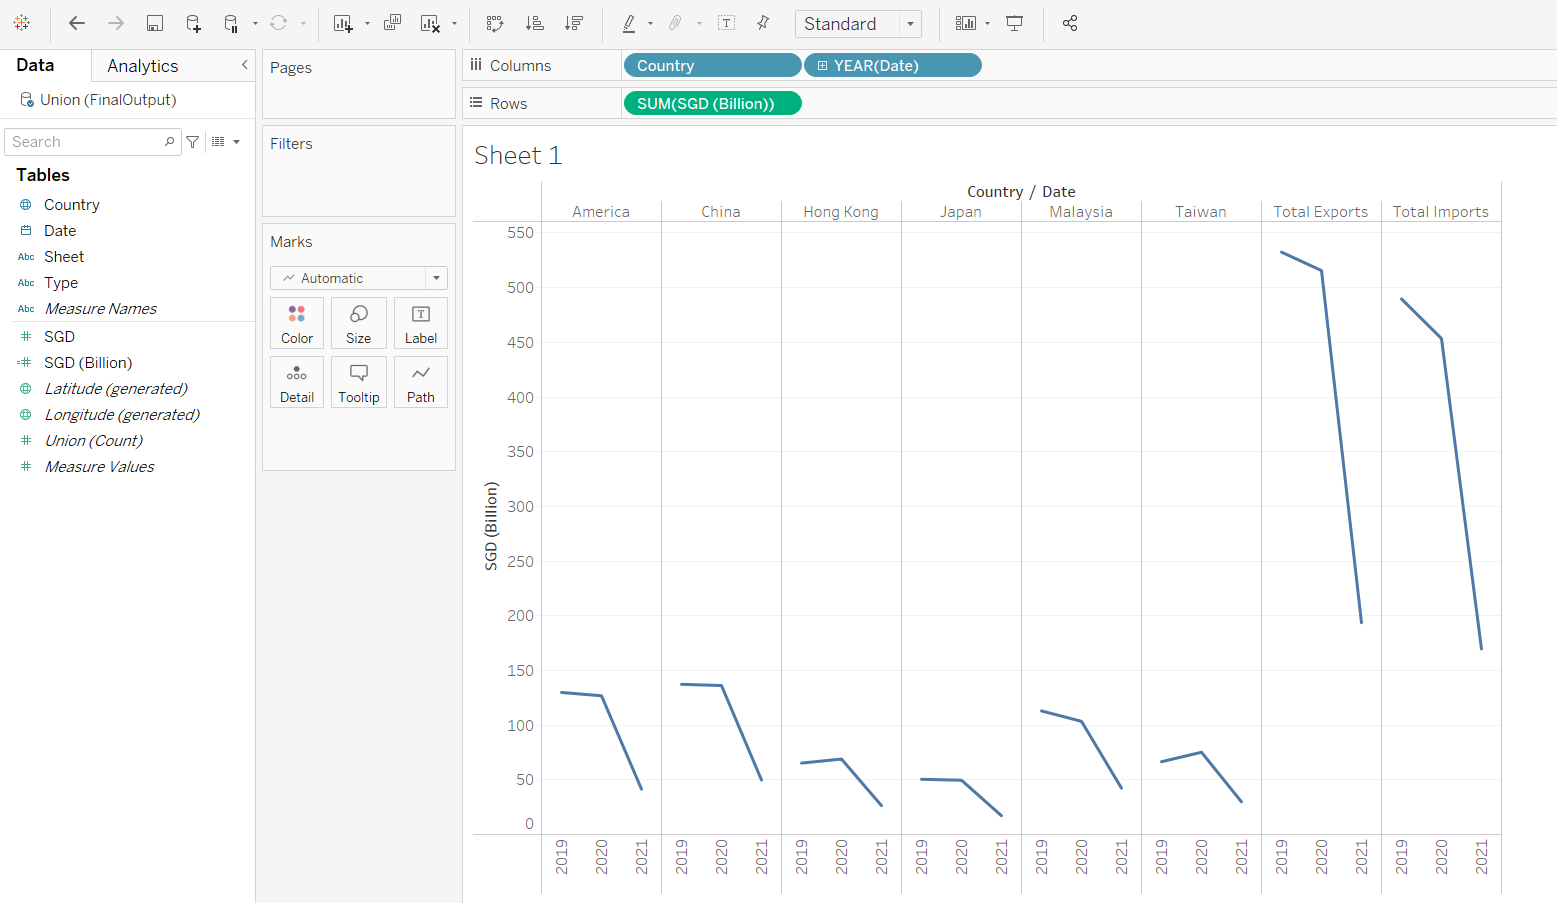 Standard
Data
Analytics
Pages
Columns
Country
YEAR(Date)
Union (FinalOutput)
Rows
SUM(SGD (Billion))
Search
Filters
Sheet 1
Tables
Country
Abc
Date
Abc
Sheet
Abc
Type
Measure Names
SGD
SGD (Billion)
Latitude (generated)
Longitude (generated)
Union (Count)
Measure Values
Marks
Automatic
Color
Size
T
Label
Detail
Tooltip
Path
Country / Date
America
China
Hong Kong
Japan
Malaysia
Taiwan
Total Exports
Total Imports
550
500
450
400
350
300
250
200
150
100
50
0
SGD (Billion)
2019 2020 2021
2019 2020 2021
2019 2020 2021
2019 2020 2021
2019 2020 2021
2019 2020 2021
2019 2020 2021
2019 2020 2021